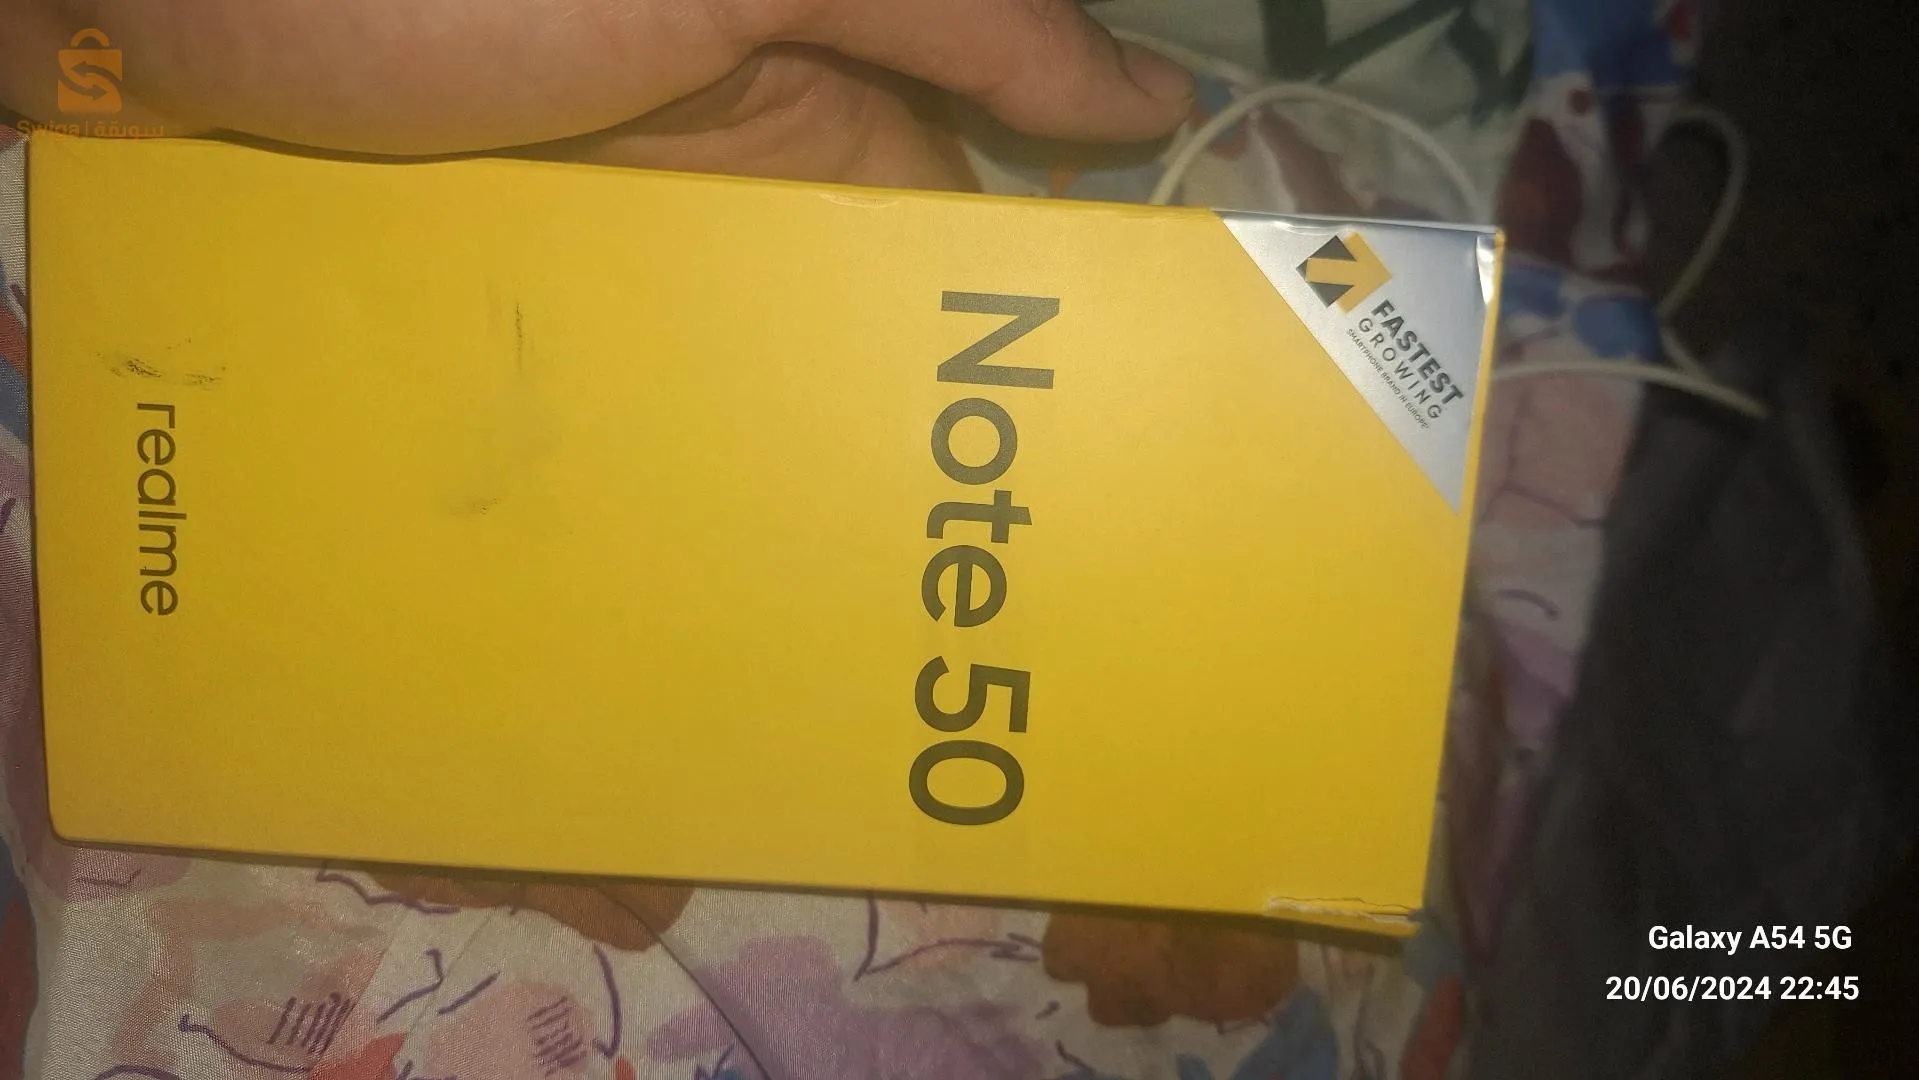 Swiqa | سويقة
FASTEST
GROWING
SMARTPHONE BRAND IN EUROPE*
Note 50
realme
Galaxy A54 5G
20/06/2024 22:45